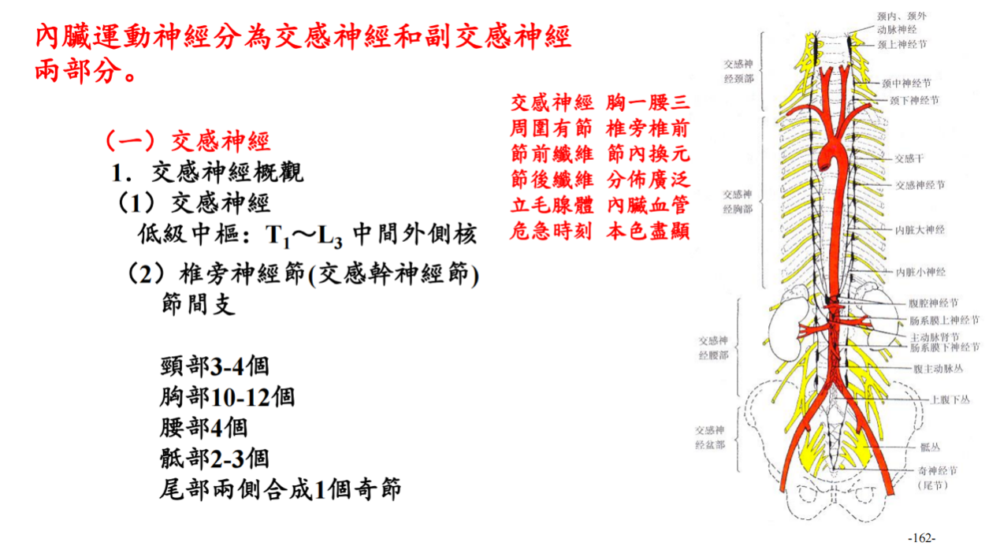 內臟運動神經分為交感神經和副交感神經
兩部分。
（一）交感神經
1．交感神經概觀
（1）交感神經
低級中樞：T1～L3 中間外側核
（2）椎旁神經節(交感幹神經節)
節間支
頸部3-4個
胸部10-12個
腰部4個
骶部2-3個
尾部兩側合成1個奇節
交感神經 胸一腰三
周圍有節 椎旁椎前
節前纖維 節內換元
節後纖維 分佈廣泛
立毛腺體 內臟血管
危急時刻 本色盡顯
颈内、颈外
动脉神经
颈上神经节
交感神
经颈部
颈中神经节
颈下神经节
交感干
交感神经节
交感神
经胸部
内脏大神经
内脏小神经
腹腔神经节
肠系膜上神经节
主动脉肾节
肠系膜下神经节
交感神
经腰部
腹主动脉丛
上腹下丛
交感神
经盆部
骶丛
奇神经节
（尾节）
-162-